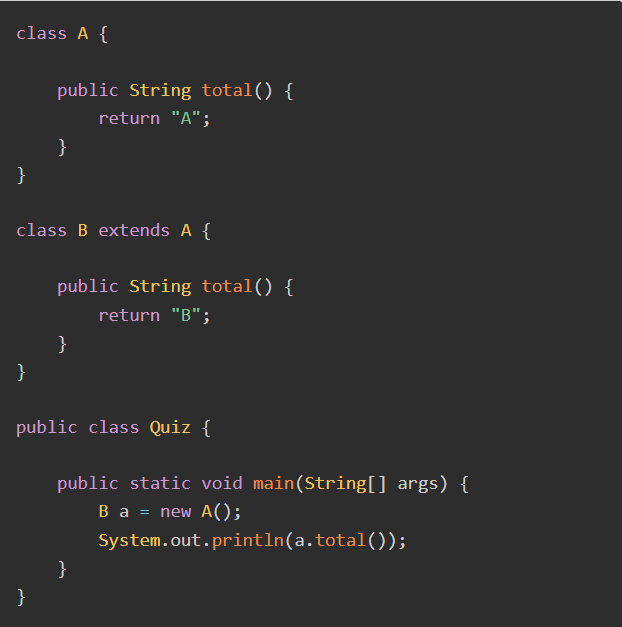 class A {
    public String total() {
        return "A";
    }
}
class B extends A {
    public String total() {
        return "B";
    }
}
public class Quiz {
    public static void main(String[] args) {
        B a = new A();
        System.out.println(a.total());
    }
}